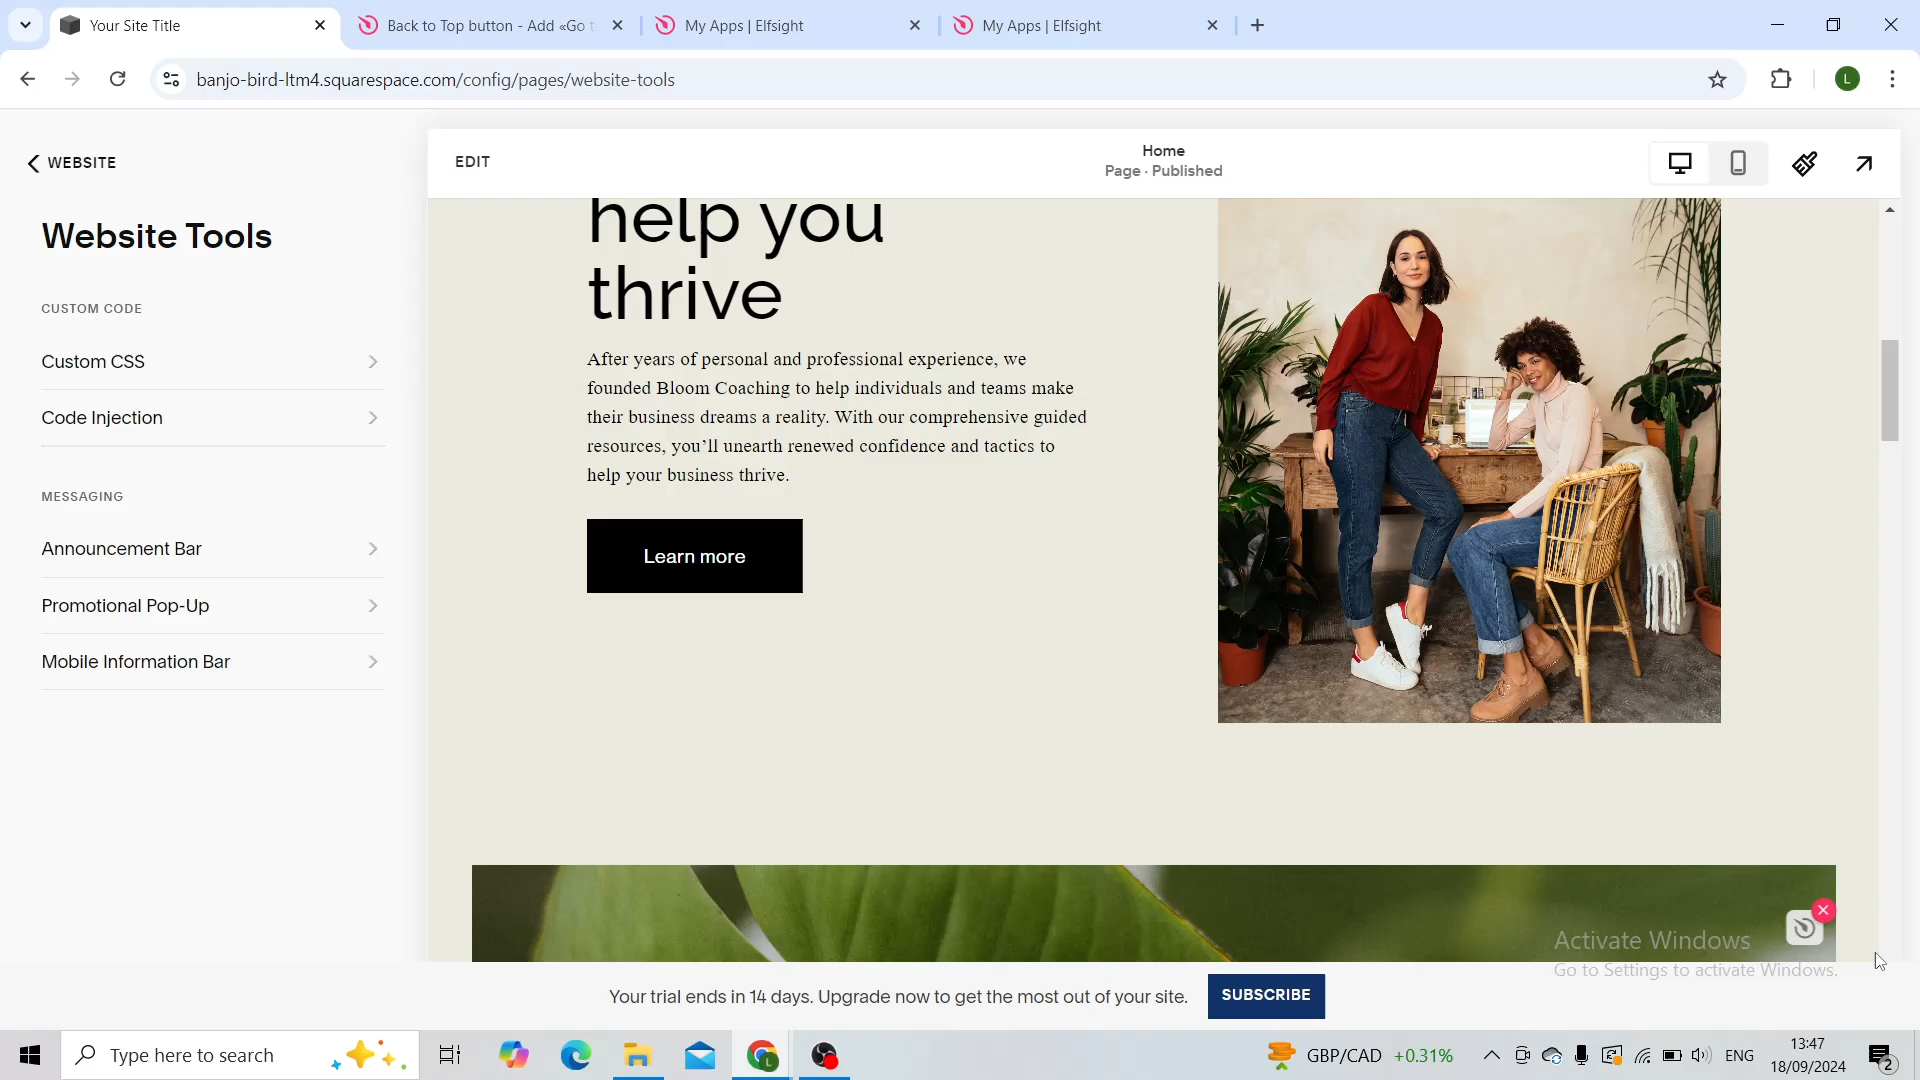 Your Site Title
Back to Top button - Add «Go t
My Apps | Elfsight
My Apps | Elfsight
banjo-bird-ltm4.squarespace.com/config/pages/website-tools
L
WEBSITE
EDIT
Home
Page · Published
Website Tools
CUSTOM CODE
Custom CSS
Code Injection
MESSAGING
Announcement Bar
Promotional Pop-Up
Mobile Information Bar
help you
thrive
After years of personal and professional experience, we
founded Bloom Coaching to help individuals and teams make
their business dreams a reality. With our comprehensive guided
resources, you’ll unearth renewed confidence and tactics to
help your business thrive.
Learn more
Activate Windows
Go to Settings to activate Windows.
Your trial ends in 14 days. Upgrade now to get the most out of your site.
SUBSCRIBE
Type here to search
L
GBP/CAD +0.31%
ENG
13:47
18/09/2024
2